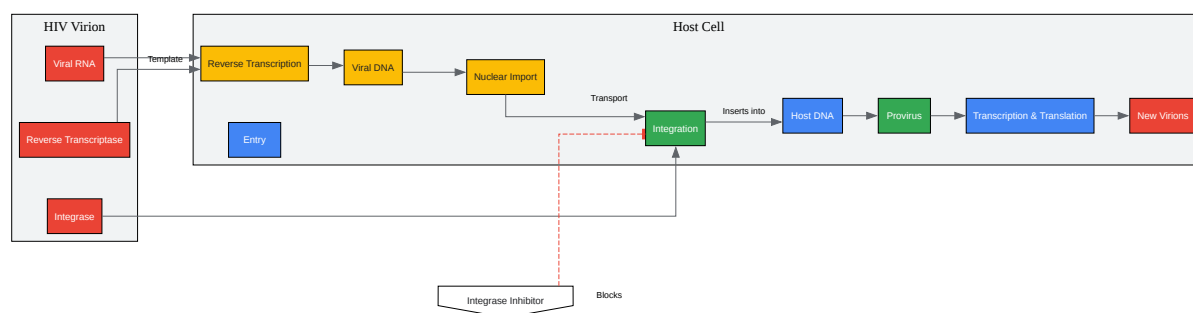 HIV Virion
Host Cell
Viral RNA
Template
Reverse Transcription
Viral DNA
Nuclear Import
Transport
Inserts into
Reverse Transcriptase
Entry
Integration
Host DNA
Provirus
Transcription & Translation
New Virions
Integrase
Integrase Inhibitor
Blocks